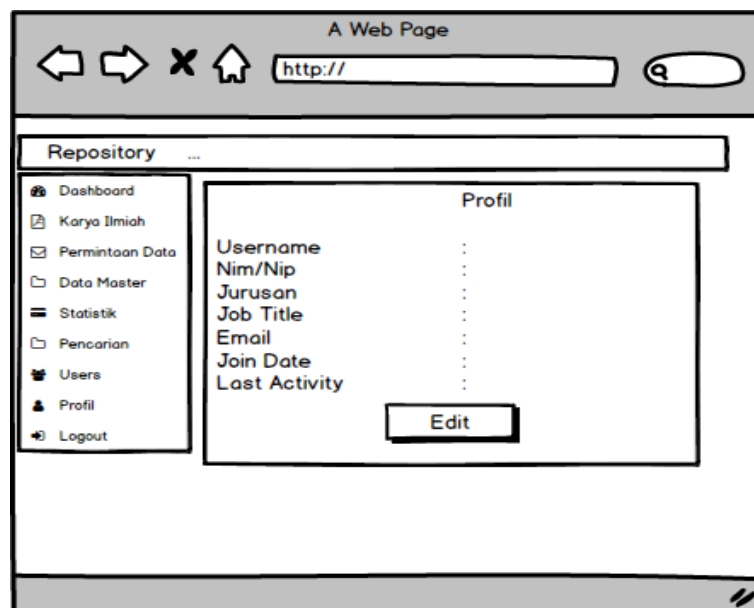 A Web Page
http://
Repository ...
Dashboard
Karya Ilmiah
Permintaan Data
Data Master
Statistik
Pencarian
Users
Profil
Logout
Profil
Username :
Nim/Nip :
Jurusan :
Job Title :
Email :
Join Date :
Last Activity :
Edit